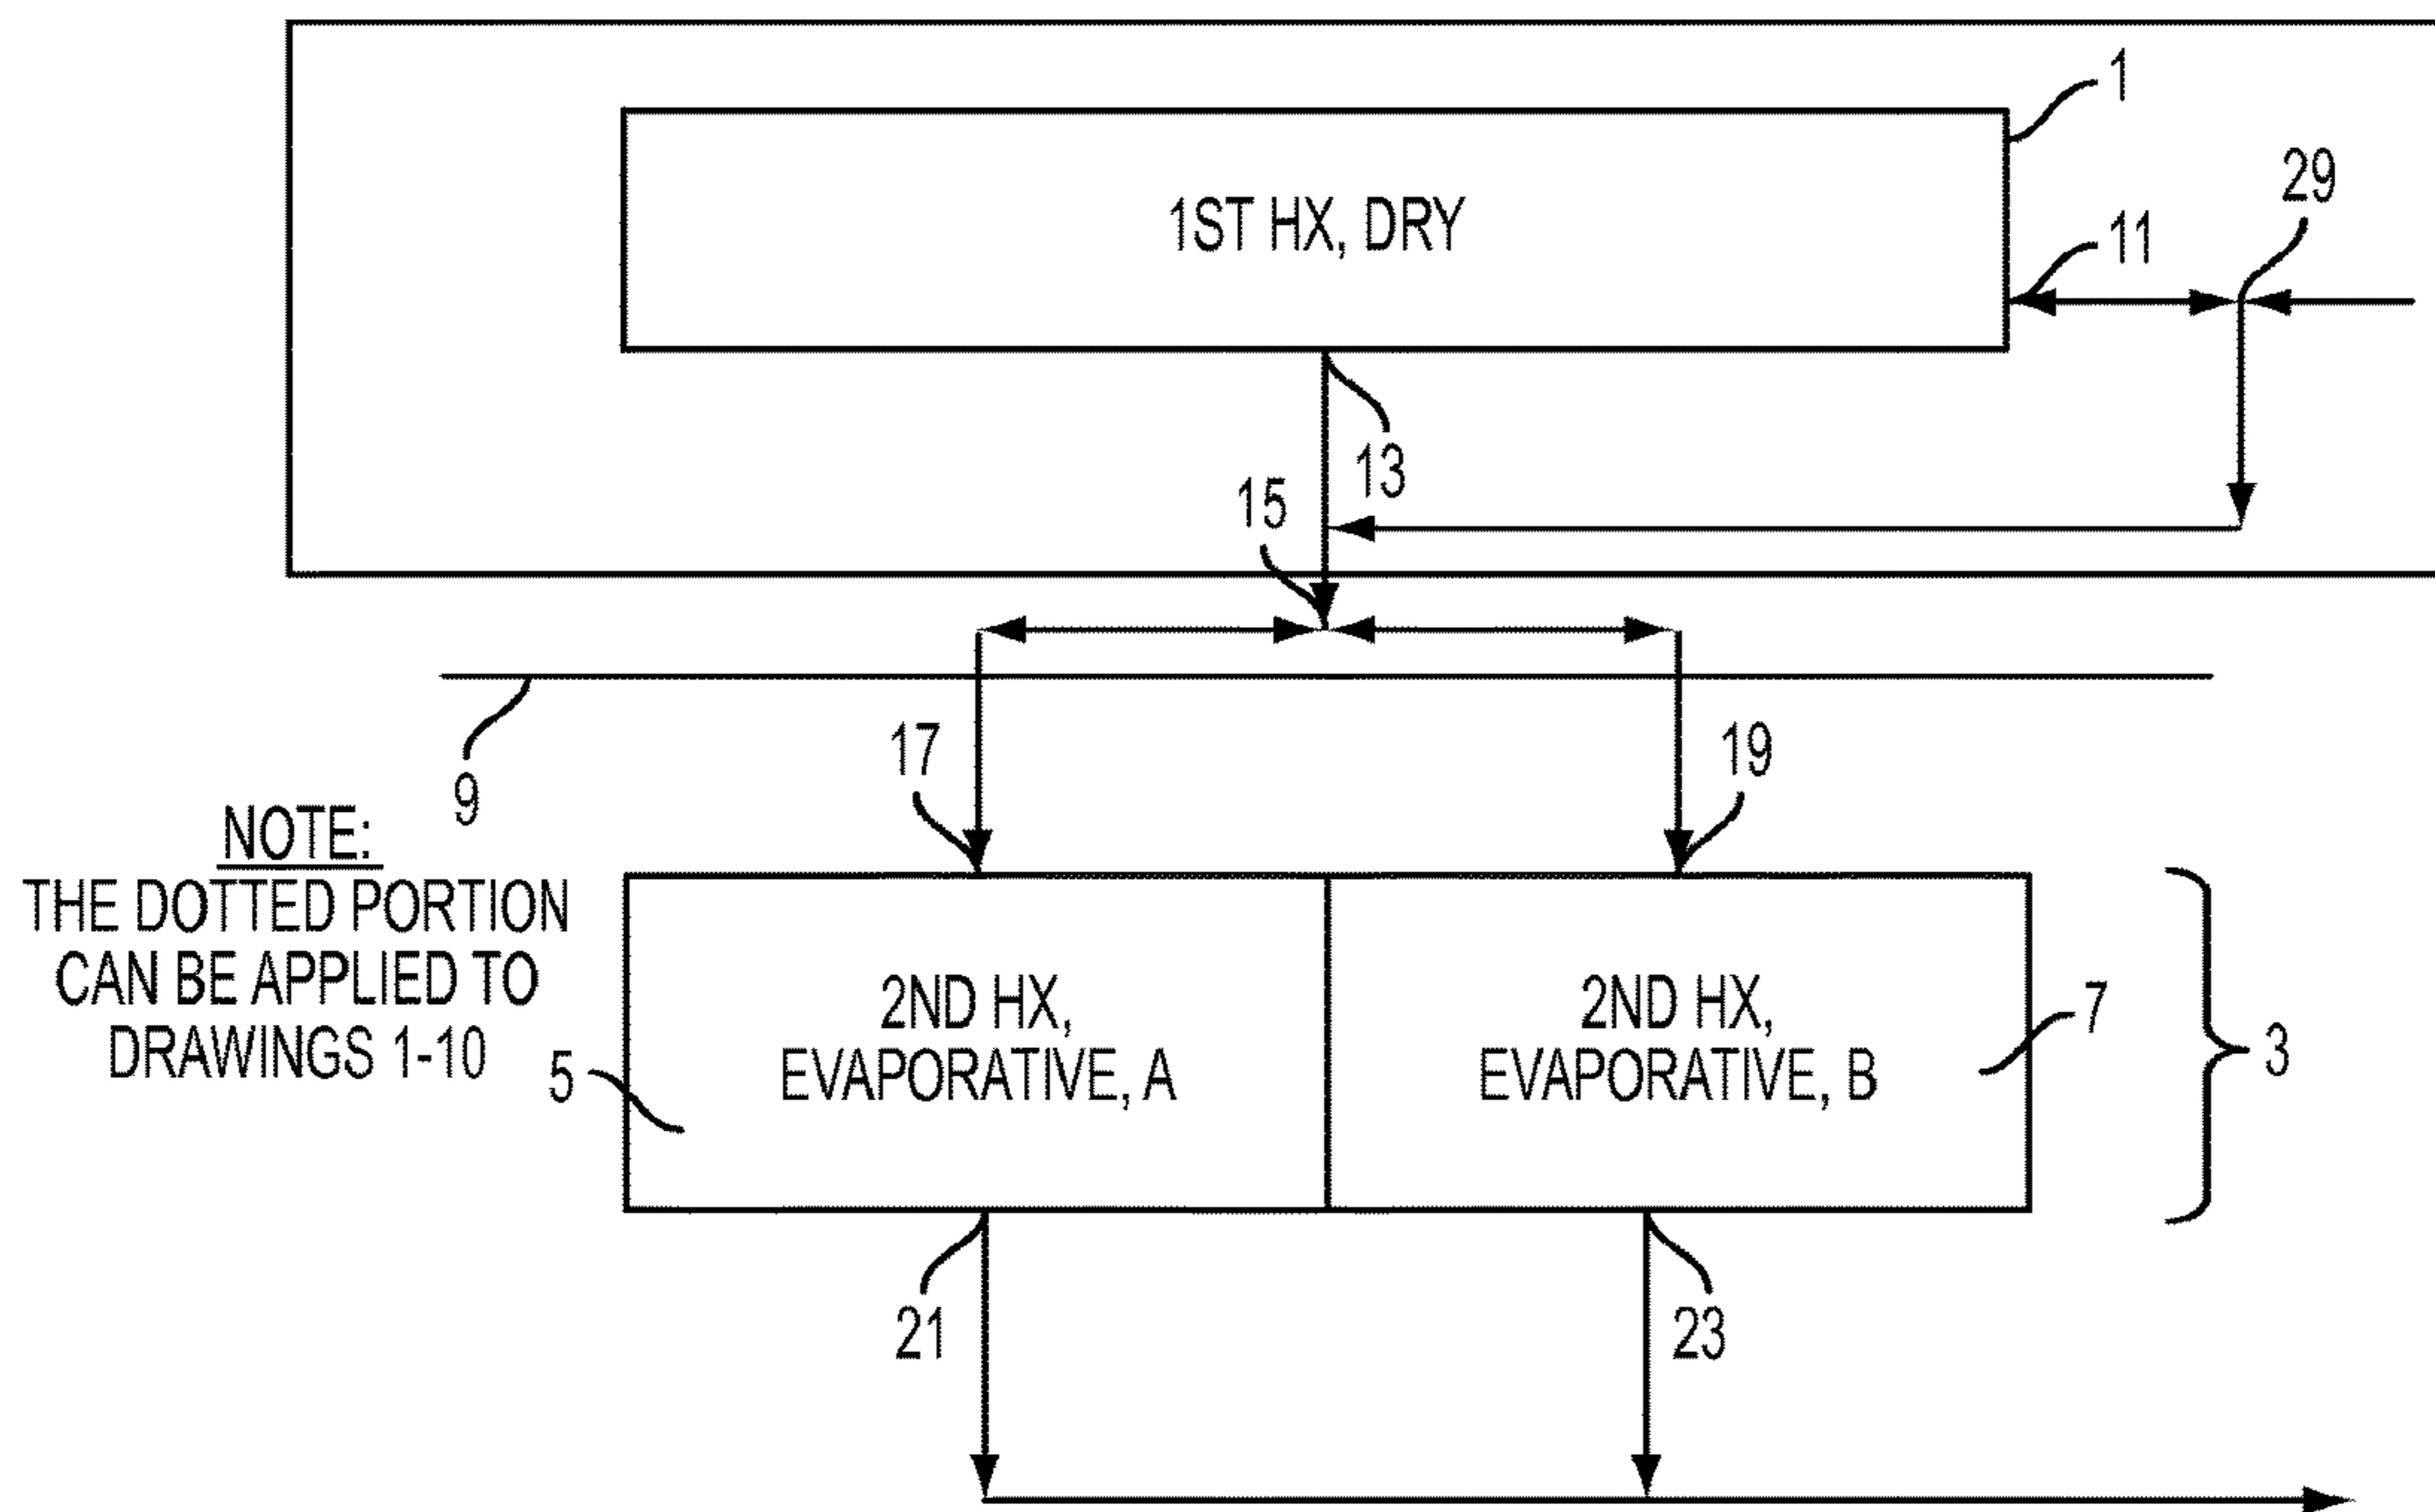 1
1ST HX, DRY
29
11
13
15
17
19
9
NOTE:
THE DOTTED PORTION
CAN BE APPLIED TO
DRAWINGS 1-10
2ND HX,
EVAPORATIVE, A
2ND HX,
EVAPORATIVE, B
7
3
5
21
23